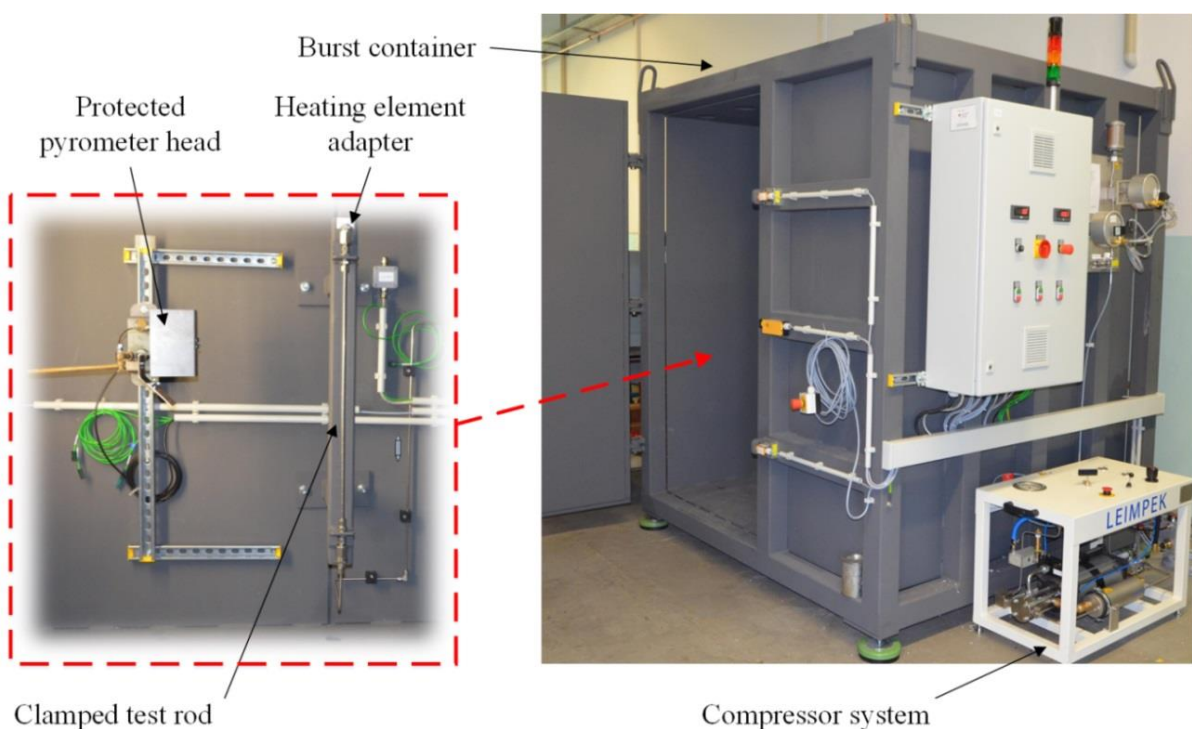 Burst container
Protected
pyrometer head
Heating element
adapter
LEIMPEK
Clamped test rod
Compressor system